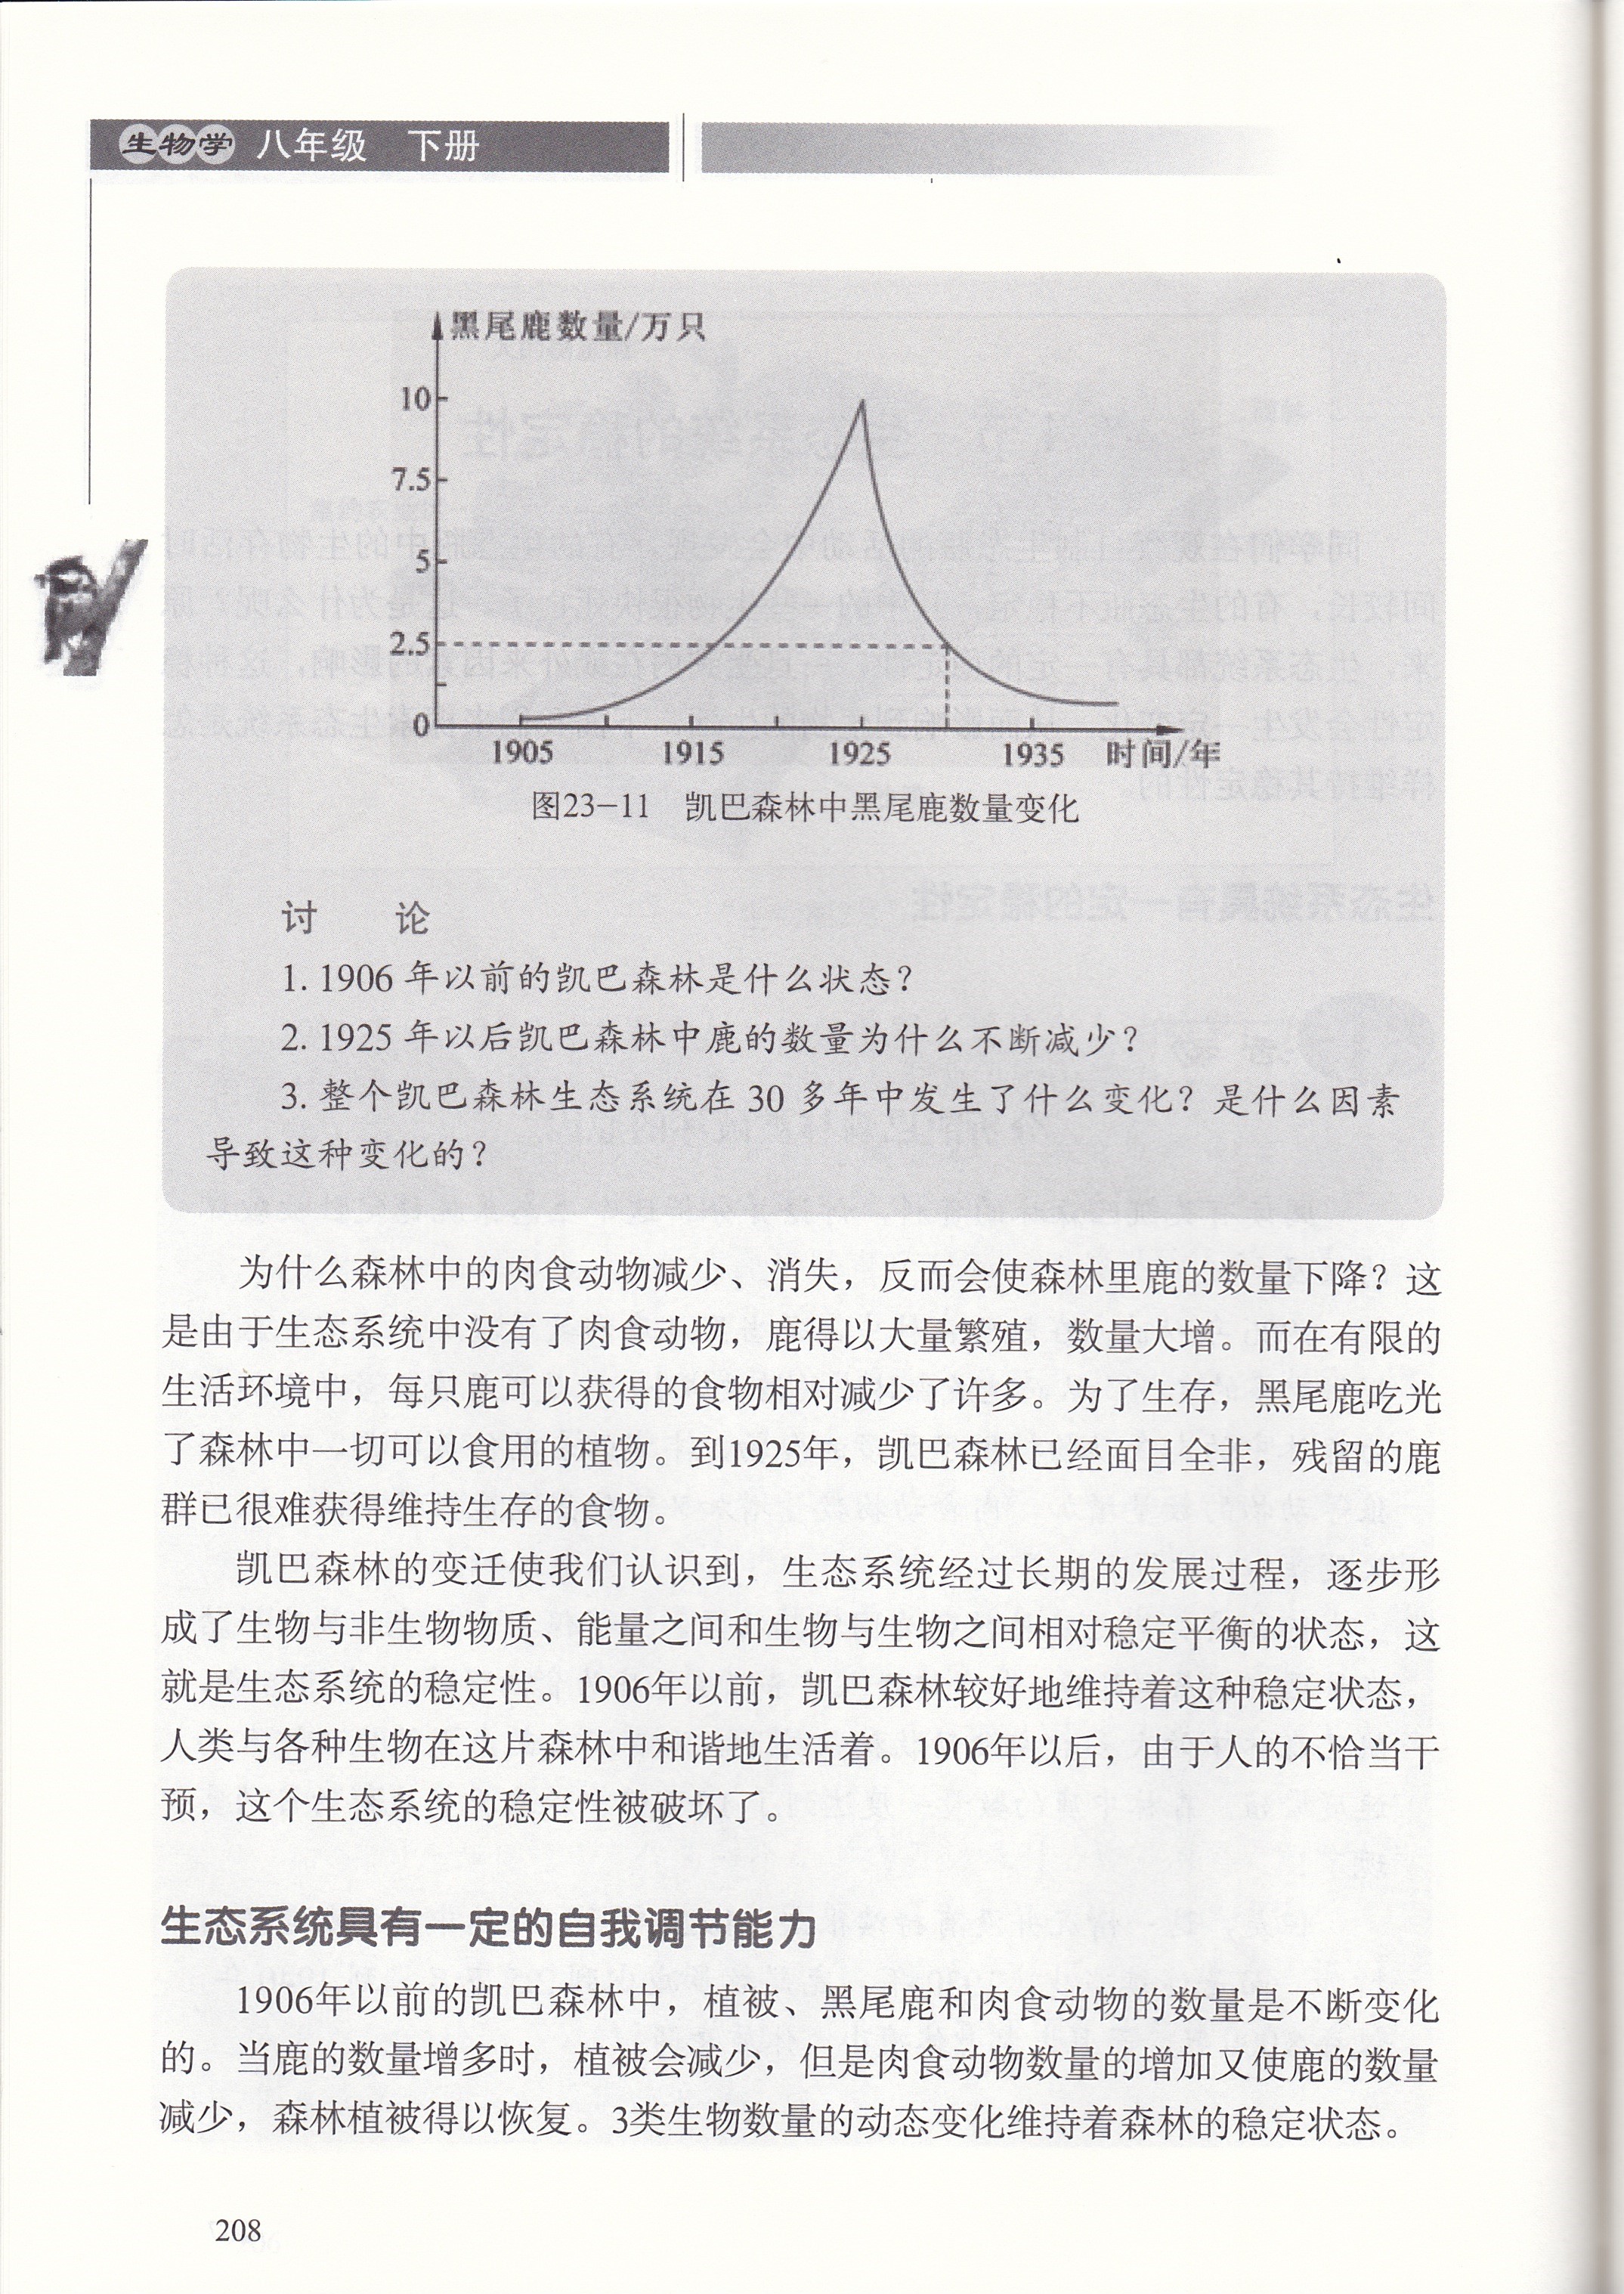 生物学 八年级 下册
黑尾鹿数量/万只
10
7.5
5
2.5
0
1905 1915 1925 1935 时间/年
图23-11 凯巴森林中黑尾鹿数量变化
讨 论
1. 1906 年以前的凯巴森林是什么状态？
2. 1925 年以后凯巴森林中鹿的数量为什么不断减少？
3. 整个凯巴森林生态系统在 30 多年中发生了什么变化？是什么因素
导致这种变化的？
为什么森林中的肉食动物减少、消失，反而会使森林里鹿的数量下降？这
是由于生态系统中没有了肉食动物，鹿得以大量繁殖，数量大增。而在有限的
生活环境中，每只鹿可以获得的食物相对减少了许多。为了生存，黑尾鹿吃光
了森林中一切可以食用的植物。到1925年，凯巴森林已经面目全非，残留的鹿
群已很难获得维持生存的食物。
凯巴森林的变迁使我们认识到，生态系统经过长期的发展过程，逐步形
成了生物与非生物物质、能量之间和生物与生物之间相对稳定平衡的状态，这
就是生态系统的稳定性。1906年以前，凯巴森林较好地维持着这种稳定状态，
人类与各种生物在这片森林中和谐地生活着。1906年以后，由于人的不恰当干
预，这个生态系统的稳定性被破坏了。
生态系统具有一定的自我调节能力
1906年以前的凯巴森林中，植被、黑尾鹿和肉食动物的数量是不断变化
的。当鹿的数量增多时，植被会减少，但是肉食动物数量的增加又使鹿的数量
减少，森林植被得以恢复。3类生物数量的动态变化维持着森林的稳定状态。
208